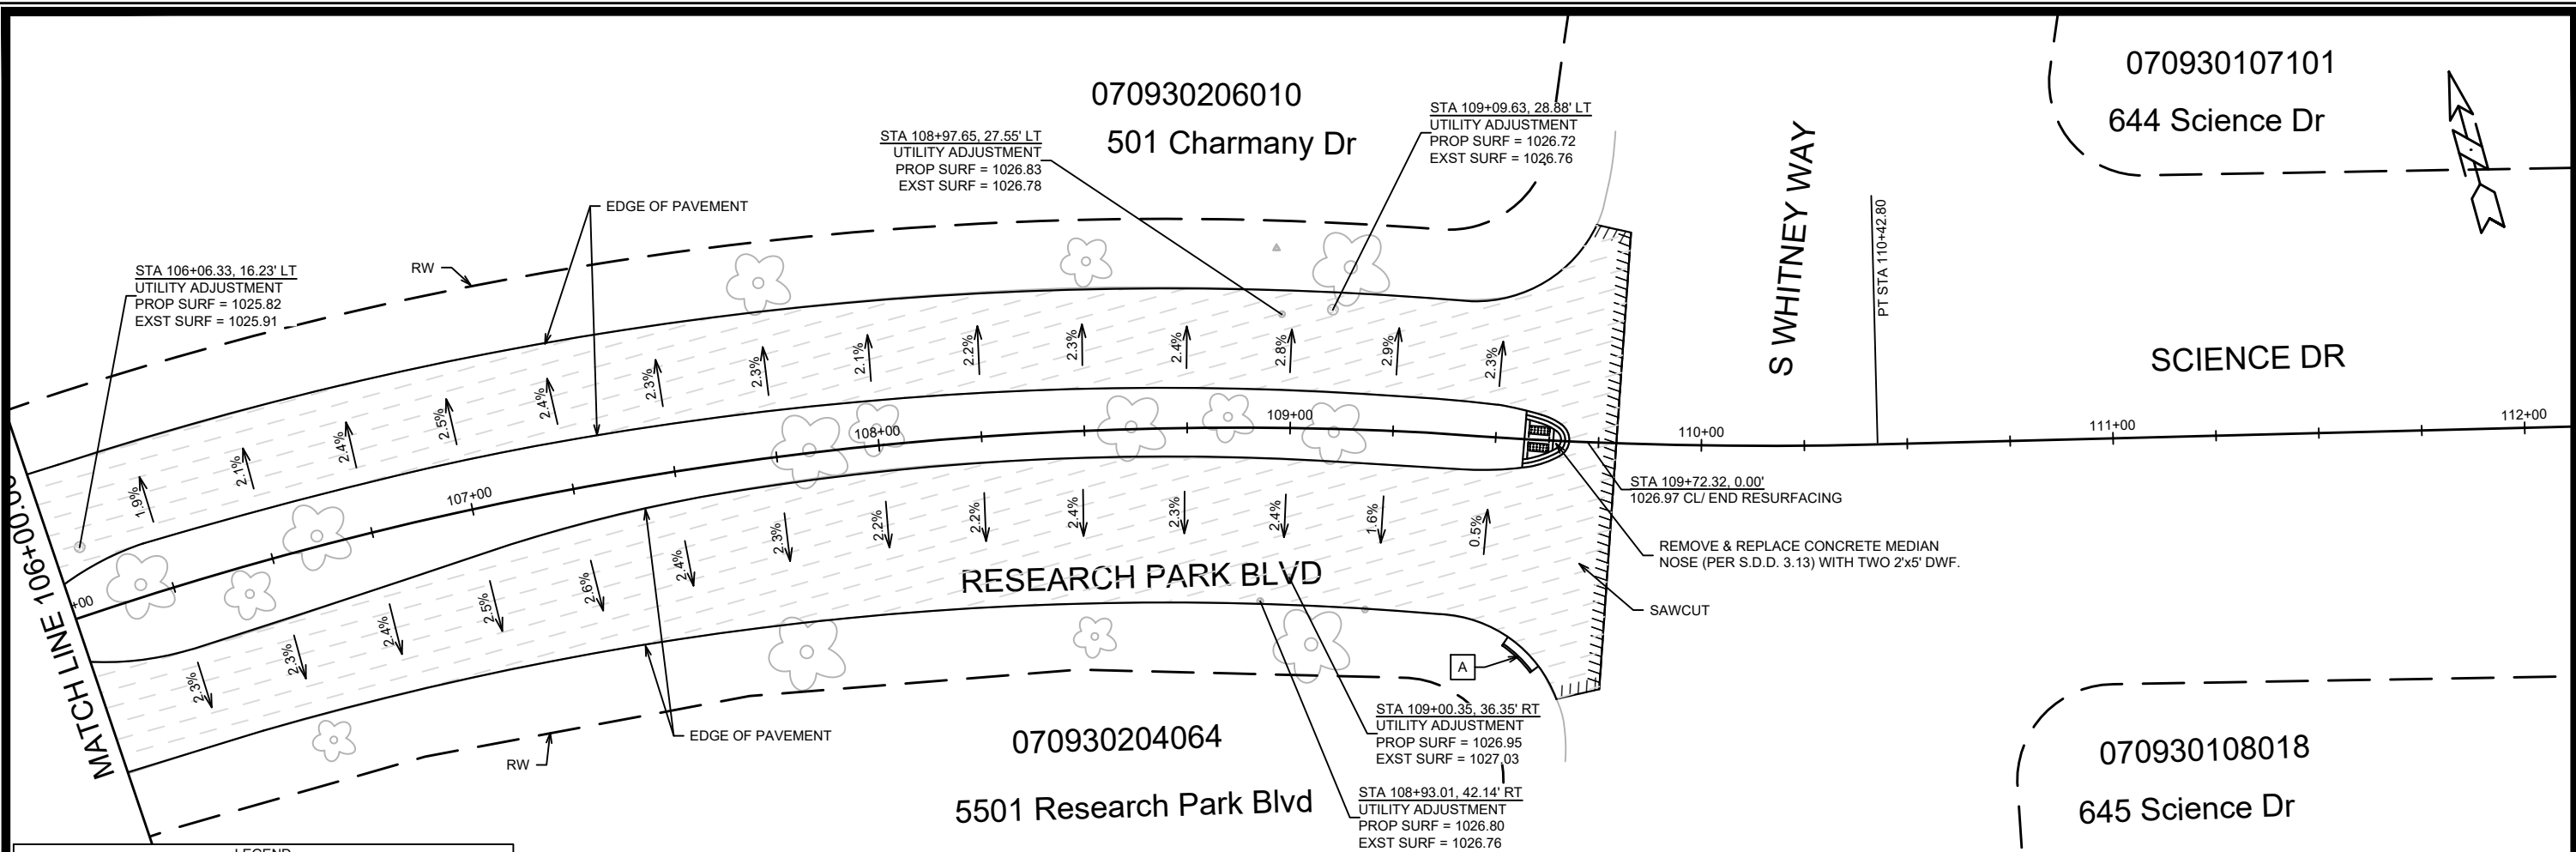 070930206010
501 Charmany Dr
070930107101
644 Science Dr
STA 108+97.65, 27.55' LT
UTILITY ADJUSTMENT
PROP SURF = 1026.83
EXST SURF = 1026.78
STA 109+09.63, 28.88' LT
UTILITY ADJUSTMENT
PROP SURF = 1026.72
EXST SURF = 1026.76
EDGE OF PAVEMENT
RW
STA 106+06.33, 16.23' LT
UTILITY ADJUSTMENT
PROP SURF = 1025.82
EXST SURF = 1025.91
S WHITNEY WAY
PT STA 110+42.80
SCIENCE DR
1.9%
2.1%
2.4%
2.5%
2.4%
2.3%
2.3%
2.1%
2.2%
2.3%
2.4%
2.8%
2.9%
2.3%
+00
107+00
108+00
109+00
110+00
111+00
112+00
STA 109+72.32, 0.00'
1026.97 CL/ END RESURFACING
REMOVE & REPLACE CONCRETE MEDIAN
NOSE (PER S.D.D. 3.13) WITH TWO 2'x5' DWF.
SAWCUT
2.3%
2.3%
2.4%
2.5%
2.6%
2.4%
2.3%
2.2%
2.2%
2.4%
2.3%
2.4%
1.6%
0.5%
RESEARCH PARK BLVD
MATCH LINE 106+00.00
A
EDGE OF PAVEMENT
RW
STA 109+00.35, 36.35' RT
UTILITY ADJUSTMENT
PROP SURF = 1026.95
EXST SURF = 1027.03
STA 108+93.01, 42.14' RT
UTILITY ADJUSTMENT
PROP SURF = 1026.80
EXST SURF = 1026.76
070930204064
5501 Research Park Blvd
070930108018
645 Science Dr
LEGEND